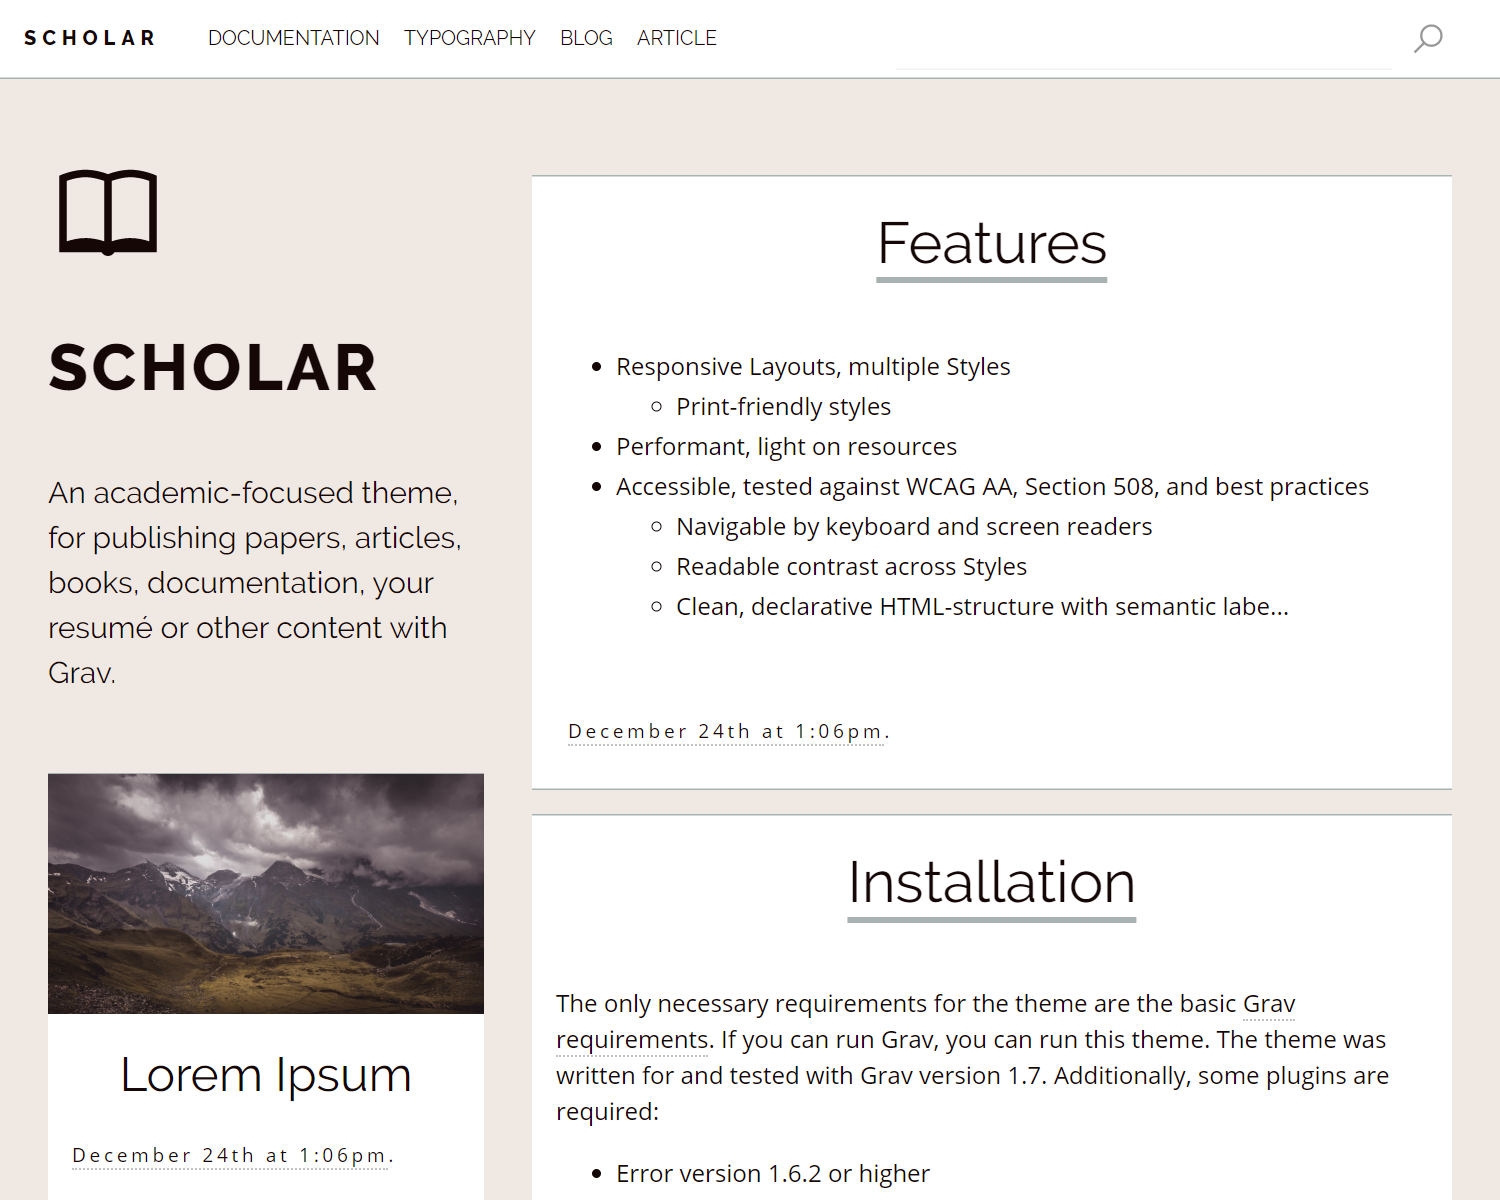 SCHOLAR
DOCUMENTATION TYPOGRAPHY BLOG ARTICLE
SCHOLAR
An academic-focused theme,
for publishing papers, articles,
books, documentation, your
resumé or other content with
Grav.
Lorem Ipsum
December 24th at 1:06pm.
Features
Responsive Layouts, multiple Styles
Print-friendly styles
Performant, light on resources
Accessible, tested against WCAG AA, Section 508, and best practices
Navigable by keyboard and screen readers
Readable contrast across Styles
Clean, declarative HTML-structure with semantic labe...
December 24th at 1:06pm.
Installation
The only necessary requirements for the theme are the basic Grav
requirements. If you can run Grav, you can run this theme. The theme was
written for and tested with Grav version 1.7. Additionally, some plugins are
required:
Error version 1.6.2 or higher